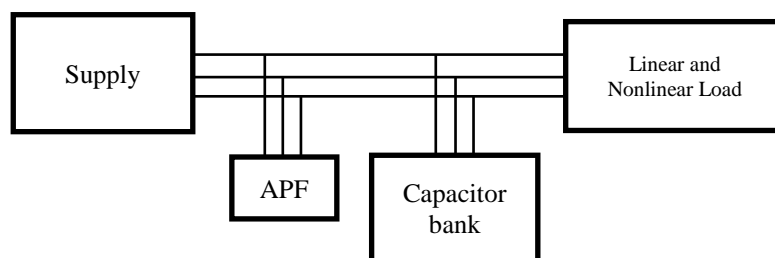 Supply
Linear and
Nonlinear Load
APF
Capacitor
bank